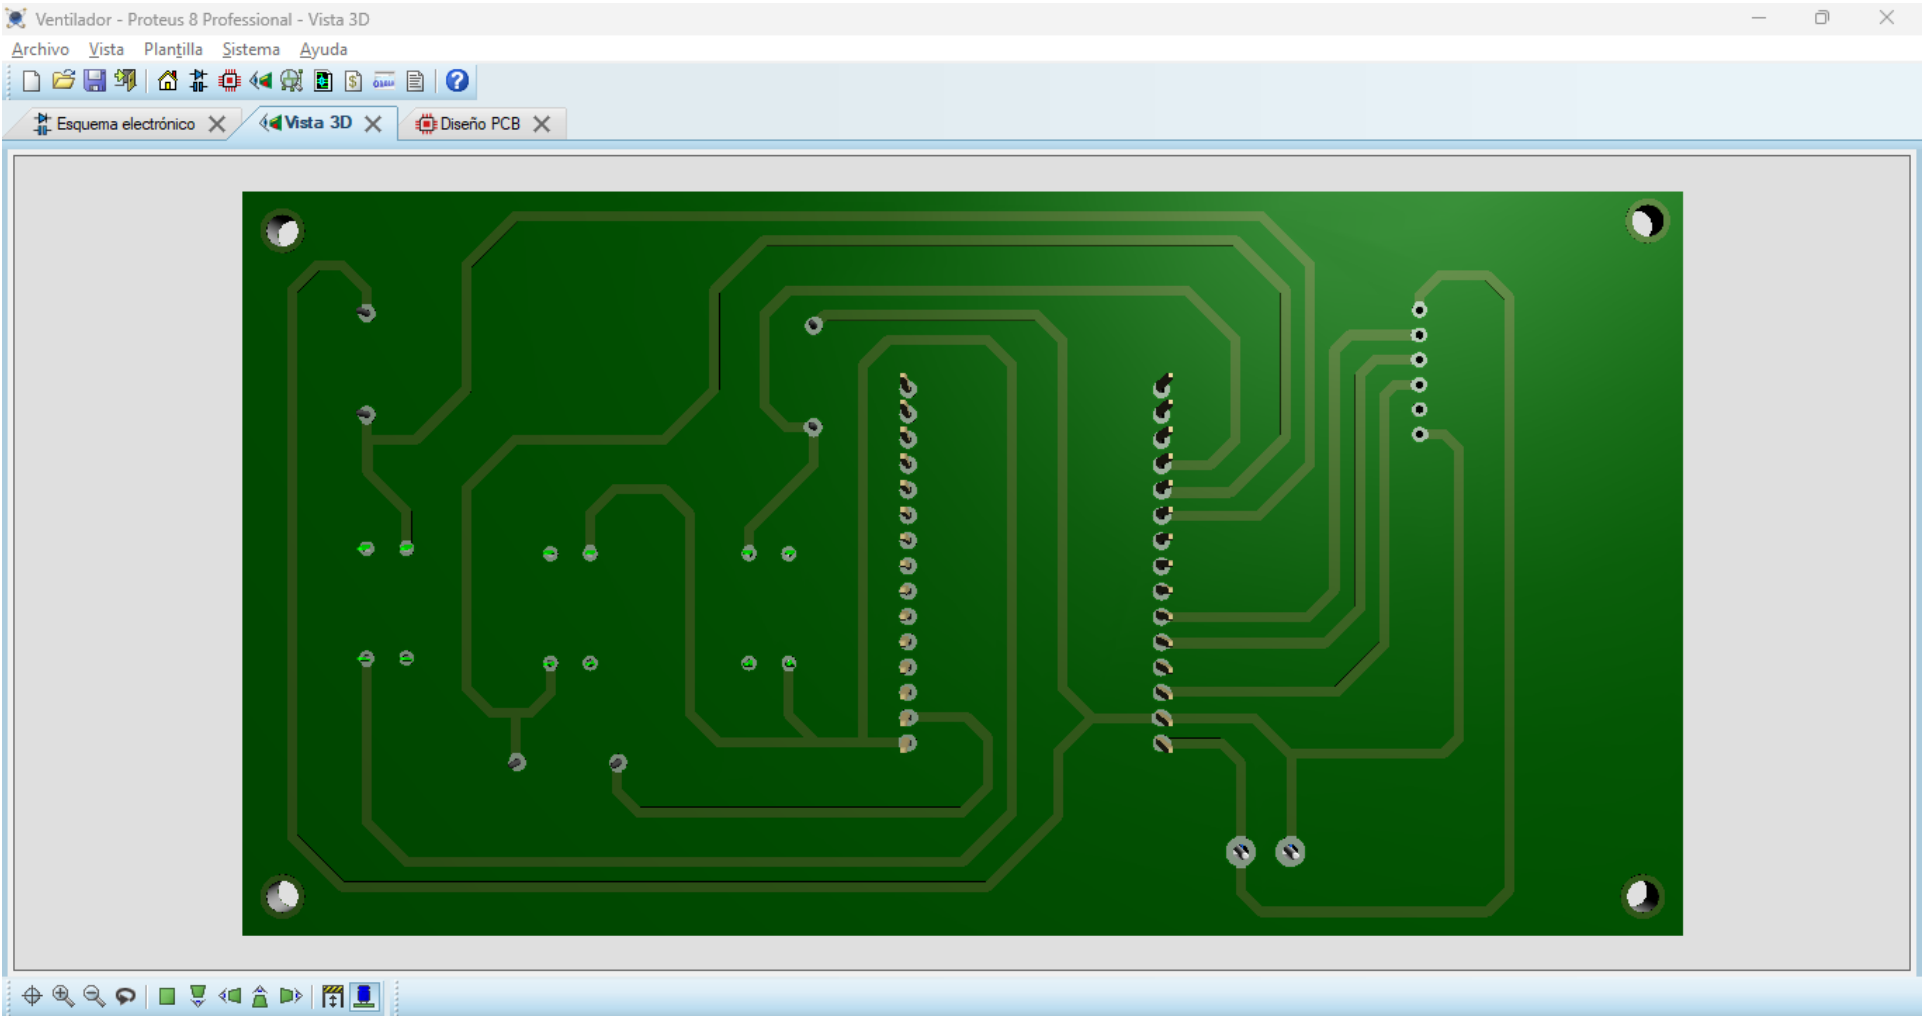 Ventilador - Proteus 8 Professional - Vista 3D
Archivo Vista Plantilla Sistema Ayuda
Esquema electrónico Vista 3D Diseño PCB